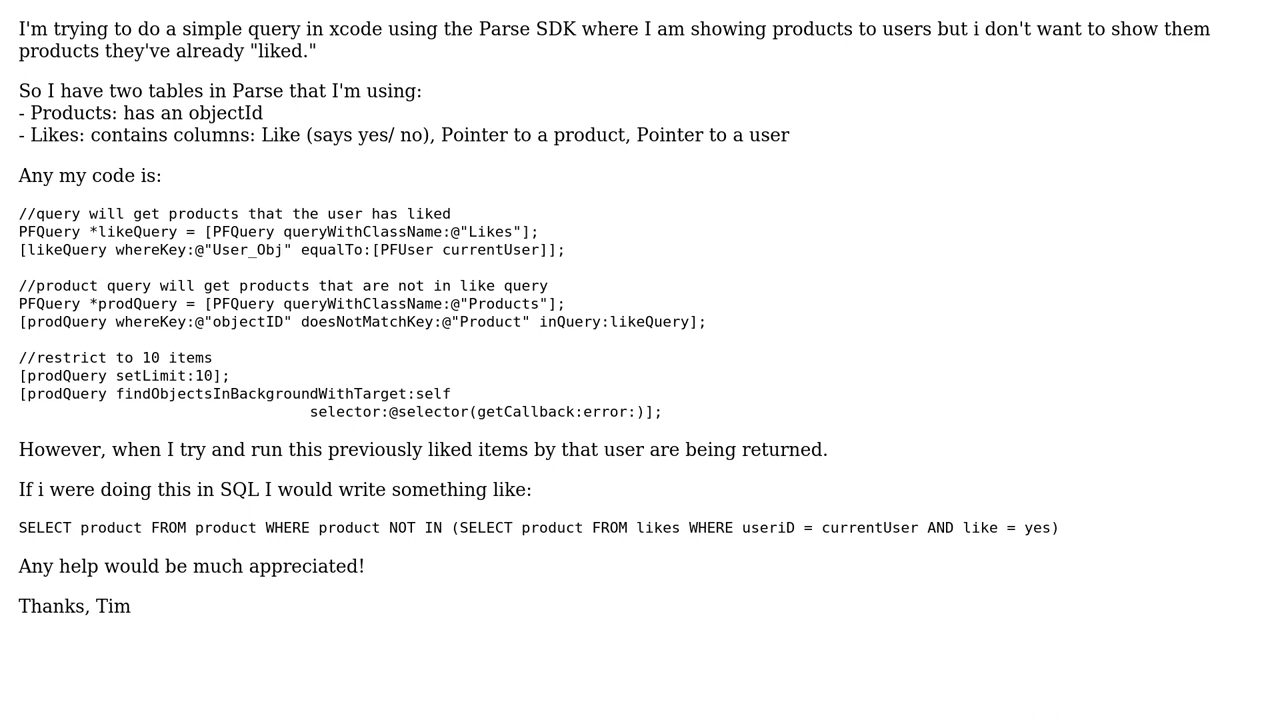 I'm trying to do a simple query in xcode using the Parse SDK where I am showing products to users but i don't want to show them
products they've already "liked."
So I have two tables in Parse that I'm using:
- Products: has an objectId
- Likes: contains columns: Like (says yes/ no), Pointer to a product, Pointer to a user
Any my code is:
//query will get products that the user has liked
PFQuery *likeQuery = [PFQuery queryWithClassName:@"Likes"];
[likeQuery whereKey:@"User_Obj" equalTo:[PFUser currentUser]];
//product query will get products that are not in like query
PFQuery *prodQuery = [PFQuery queryWithClassName:@"Products"];
[prodQuery whereKey:@"objectID" doesNotMatchKey:@"Product" inQuery:likeQuery];
//restrict to 10 items
[prodQuery setLimit:10];
[prodQuery findObjectsInBackgroundWithTarget:self
selector:@selector(getCallback:error:)];
However, when I try and run this previously liked items by that user are being returned.
If i were doing this in SQL I would write something like:
SELECT product FROM product WHERE product NOT IN (SELECT product FROM likes WHERE useriD = currentUser AND like = yes)
Any help would be much appreciated!
Thanks, Tim